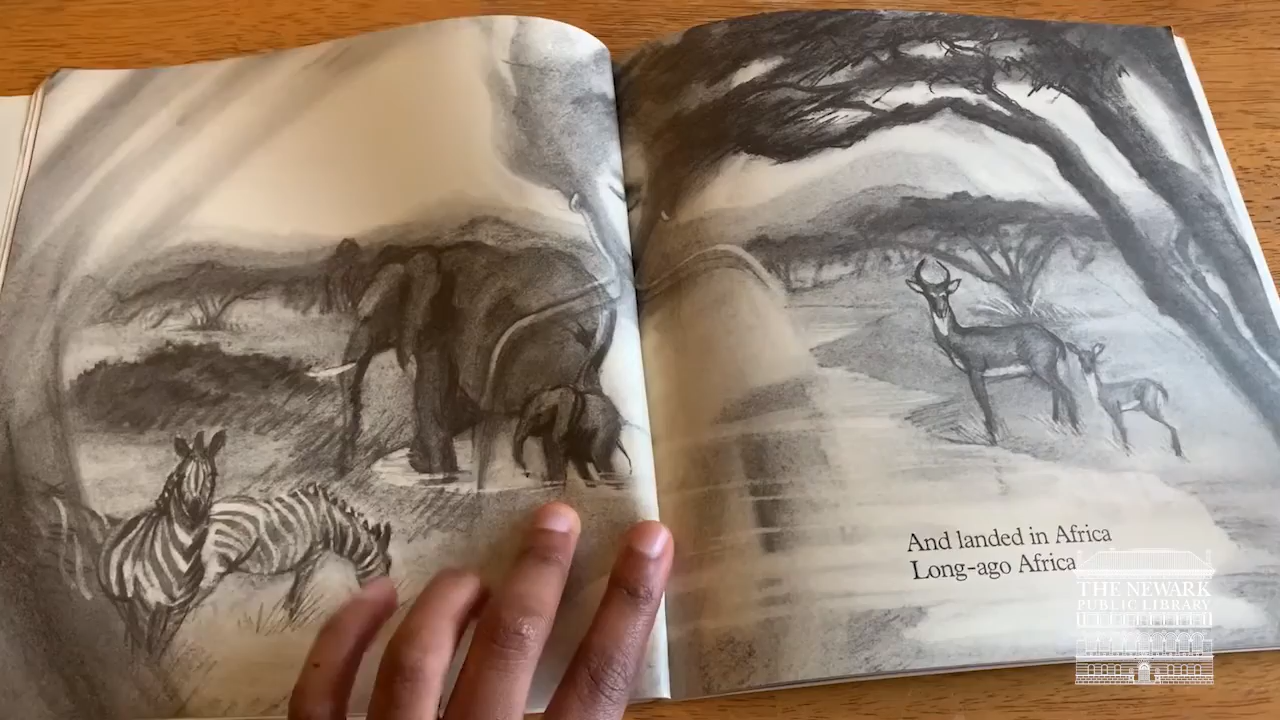 And landed in Africa
Long-ago Africa
THE NEWARK
PUBLIC LIBRARY